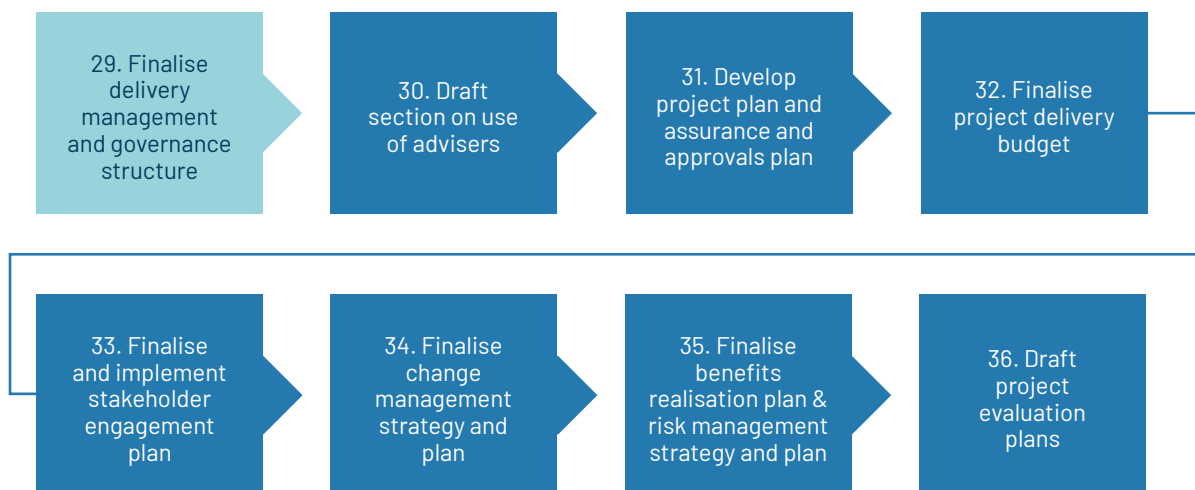 29. Finalise
delivery
management
and governance
structure
30. Draft
section on use
of advisers
31. Develop
project plan and
assurance and
approvals plan
32. Finalise
project delivery
budget
33. Finalise
and implement
stakeholder
engagement
plan
34. Finalise
change
management
strategy and
plan
35. Finalise
benefits
realisation plan &
risk management
strategy and plan
36. Draft
project
evaluation
plans